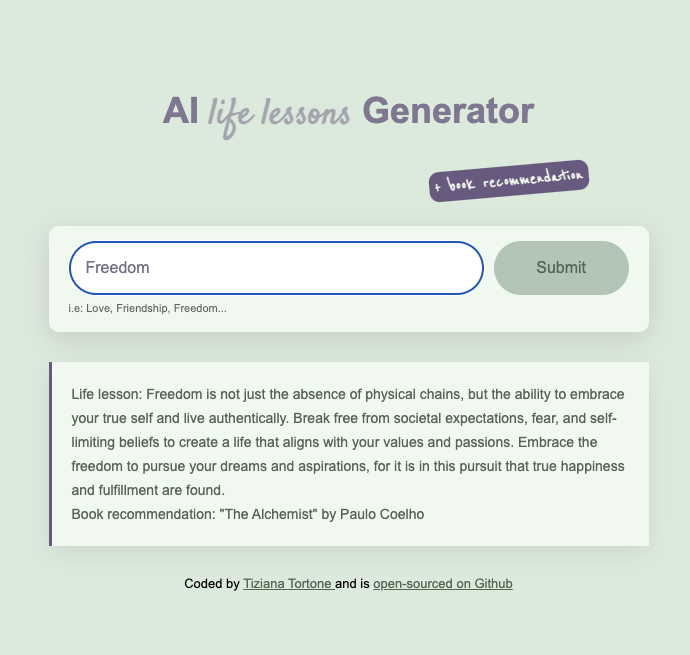 AI life lessons Generator
+ book recommendation
Freedom
Submit
i.e: Love, Friendship, Freedom...
Life lesson: Freedom is not just the absence of physical chains, but the ability to embrace
your true self and live authentically. Break free from societal expectations, fear, and self-
limiting beliefs to create a life that aligns with your values and passions. Embrace the
freedom to pursue your dreams and aspirations, for it is in this pursuit that true happiness
and fulfillment are found.
Book recommendation: "The Alchemist" by Paulo Coelho
Coded by Tiziana Tortone and is open-sourced on Github